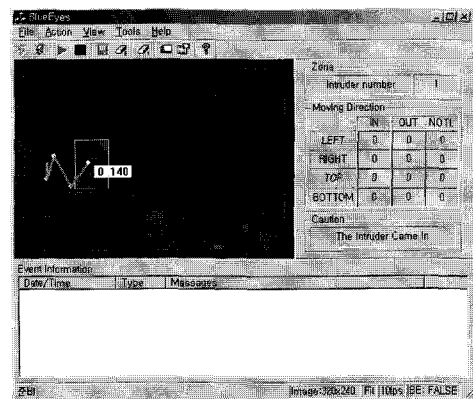 BlueEyes
File Action View Tools Help
Zone
Intruder number 1
Moving Direction
IN OUT NOTI.
LEFT 0 0 0
RIGHT 0 0 0
TOP 0 0 0
BOTTOM 0 0 0
0 140
Caution
The Intruder Came In
Event Information
Date/Time Type Messages
준비 Image:320x240 Fit 10fps BE: FALSE